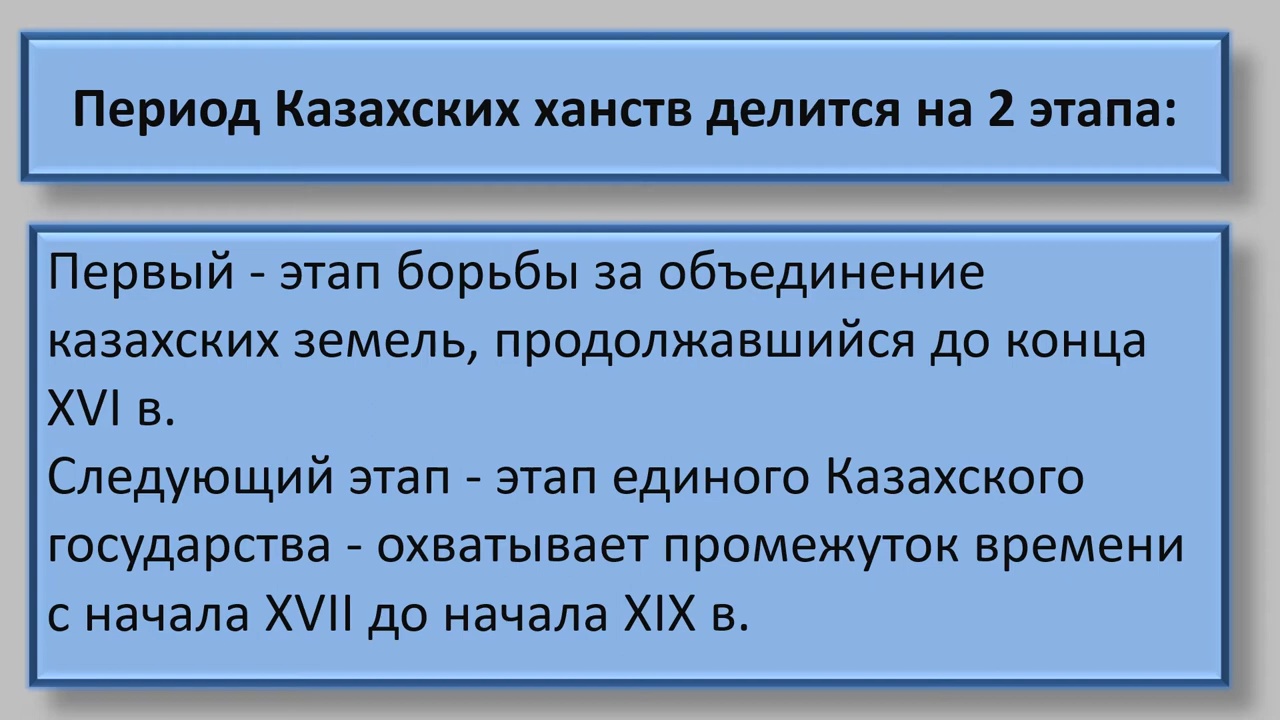 Период Казахских ханств делится на 2 этапа:
Первый - этап борьбы за объединение
казахских земель, продолжавшийся до конца
XVI в.
Следующий этап - этап единого Казахского
государства - охватывает промежуток времени
с начала XVII до начала XIX в.